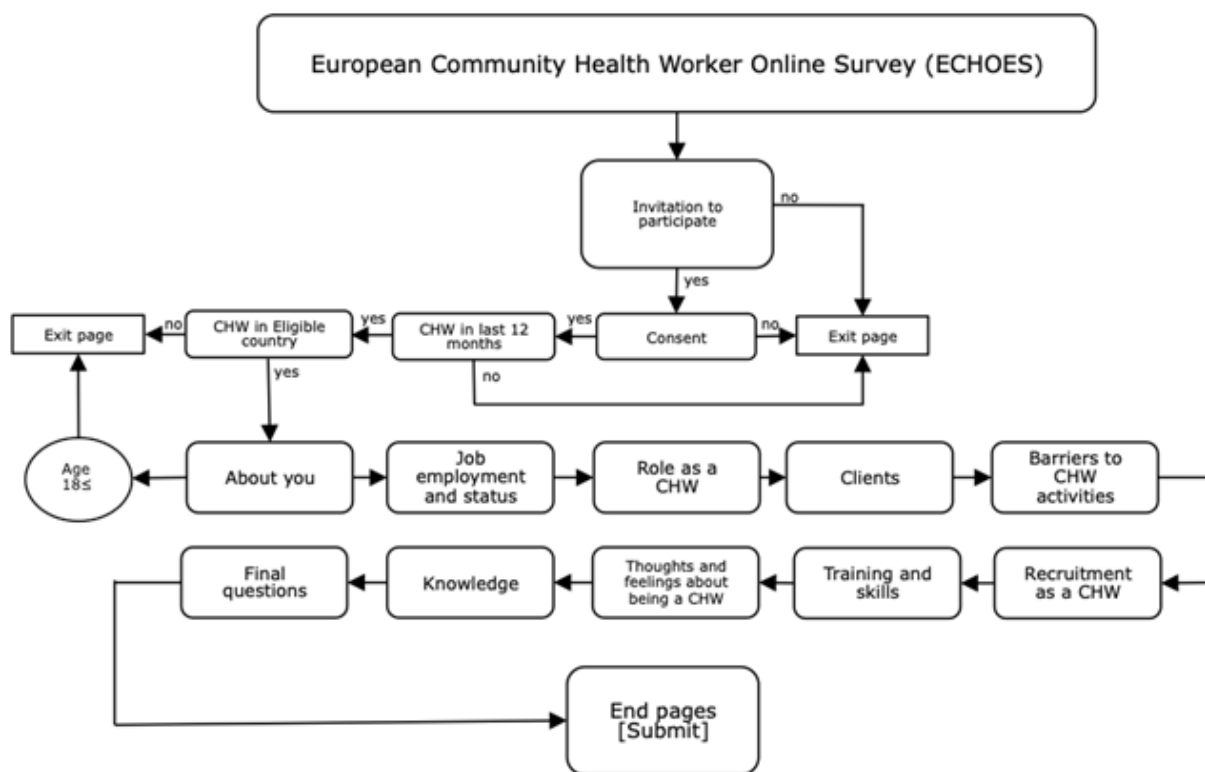 European Community Health Worker Online Survey (ECHOES)
Invitation to
participate
no
yes
Exit page
no
CHW in Eligible
country
yes
CHW in last 12
months
yes
Consent
no
Exit page
yes
no
Age
18≤
About you
Job
employment
and status
Role as a
CHW
Clients
Barriers to
CHW
activities
Final
questions
Knowledge
Thoughts and
feelings about
being a CHW
Training and
skills
Recruitment
as a CHW
End pages
[Submit]